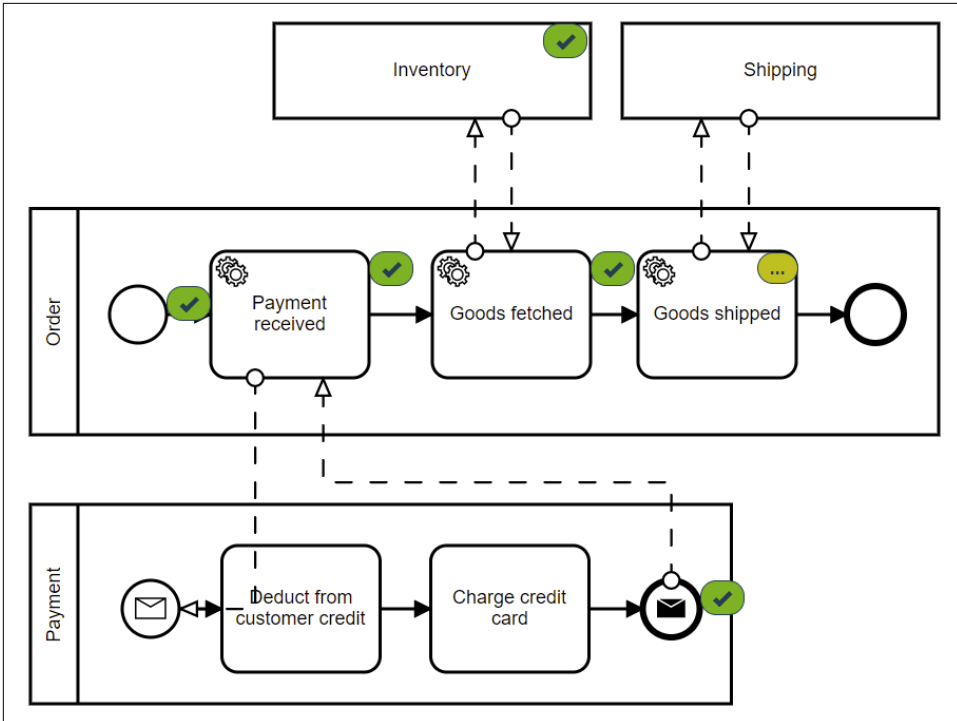 Inventory
Shipping
Order
Payment
received
Goods fetched
Goods shipped
...
Payment
Deduct from
customer credit
Charge credit
card